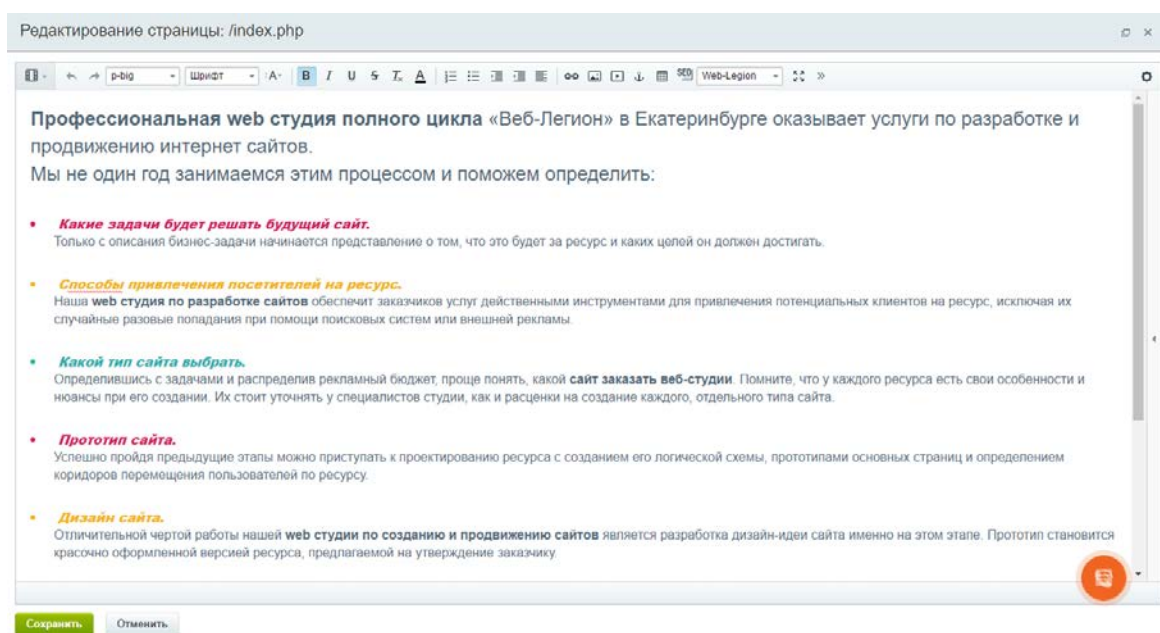 Редактирование страницы: /index.php
p-big Шрифт A B I U S Tx A SEO Web-Legion
Профессиональная web студия полного цикла «Веб-Легион» в Екатеринбурге оказывает услуги по разработке и
продвижению интернет сайтов.
Мы не один год занимаемся этим процессом и поможем определить:
• Какие задачи будет решать будущий сайт.
Только с описания бизнес-задачи начинается представление о том, что это будет за ресурс и каких целей он должен достигать.
• Способы привлечения посетителей на ресурс.
Наша web студия по разработке сайтов обеспечит заказчиков услуг действенными инструментами для привлечения потенциальных клиентов на ресурс, исключая их
случайные разовые попадания при помощи поисковых систем или внешней рекламы.
• Какой тип сайта выбрать.
Определившись с задачами и распределив рекламный бюджет, проще понять, какой сайт заказать веб-студии. Помните, что у каждого ресурса есть свои особенности и
нюансы при его создании. Их стоит уточнять у специалистов студии, как и расценки на создание каждого, отдельного типа сайта.
• Прототип сайта.
Успешно пройдя предыдущие этапы можно приступать к проектированию ресурса с созданием его логической схемы, прототипами основных страниц и определением
коридоров перемещения пользователей по ресурсу.
• Дизайн сайта.
Отличительной чертой работы нашей web студии по созданию и продвижению сайтов является разработка дизайн-идеи сайта именно на этом этапе. Прототип становится
красочно оформленной версией ресурса, предлагаемой на утверждение заказчику.
Сохранить Отменить